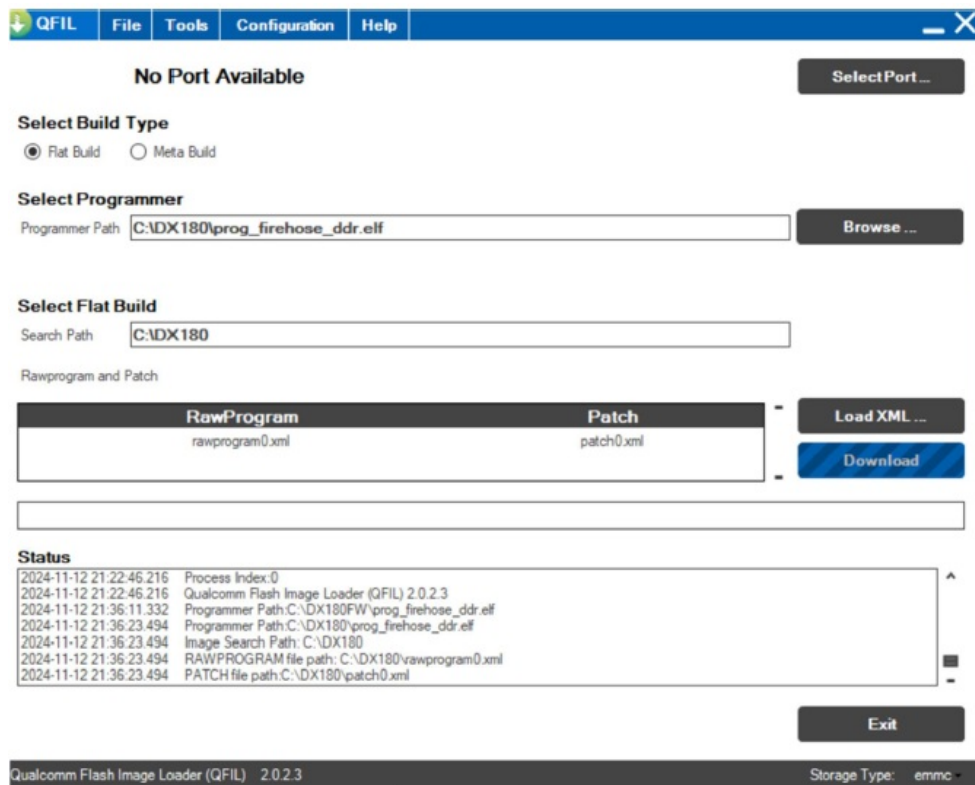 QFIL File Tools Configuration Help
No Port Available
SelectPort ...
Select Build Type
Flat Build Meta Build
Select Programmer
Programmer Path C:\DX180\prog_firehose_ddr.elf Browse ...
Select Flat Build
Search Path C:\DX180
Rawprogram and Patch
RawProgram Patch
Load XML ...
rawprogram0.xml patch0.xml
Download
Status
2024-11-12 21:22:46.216 Process Index:0
2024-11-12 21:22:46.216 Qualcomm Flash Image Loader (QFIL) 2.0.2.3
2024-11-12 21:36:11.332 Programmer Path:C:\DX180FW\prog_firehose_ddr.elf
2024-11-12 21:36:23.494 Programmer Path:C:\DX180\prog_firehose_ddr.elf
2024-11-12 21:36:23.494 Image Search Path: C:\DX180
2024-11-12 21:36:23.494 RAWPROGRAM file path: C:\DX180\rawprogram0.xml
2024-11-12 21:36:23.494 PATCH file path:C:\DX180\patch0.xml
Exit
Qualcomm Flash Image Loader (QFIL) 2.0.2.3 Storage Type: emmc